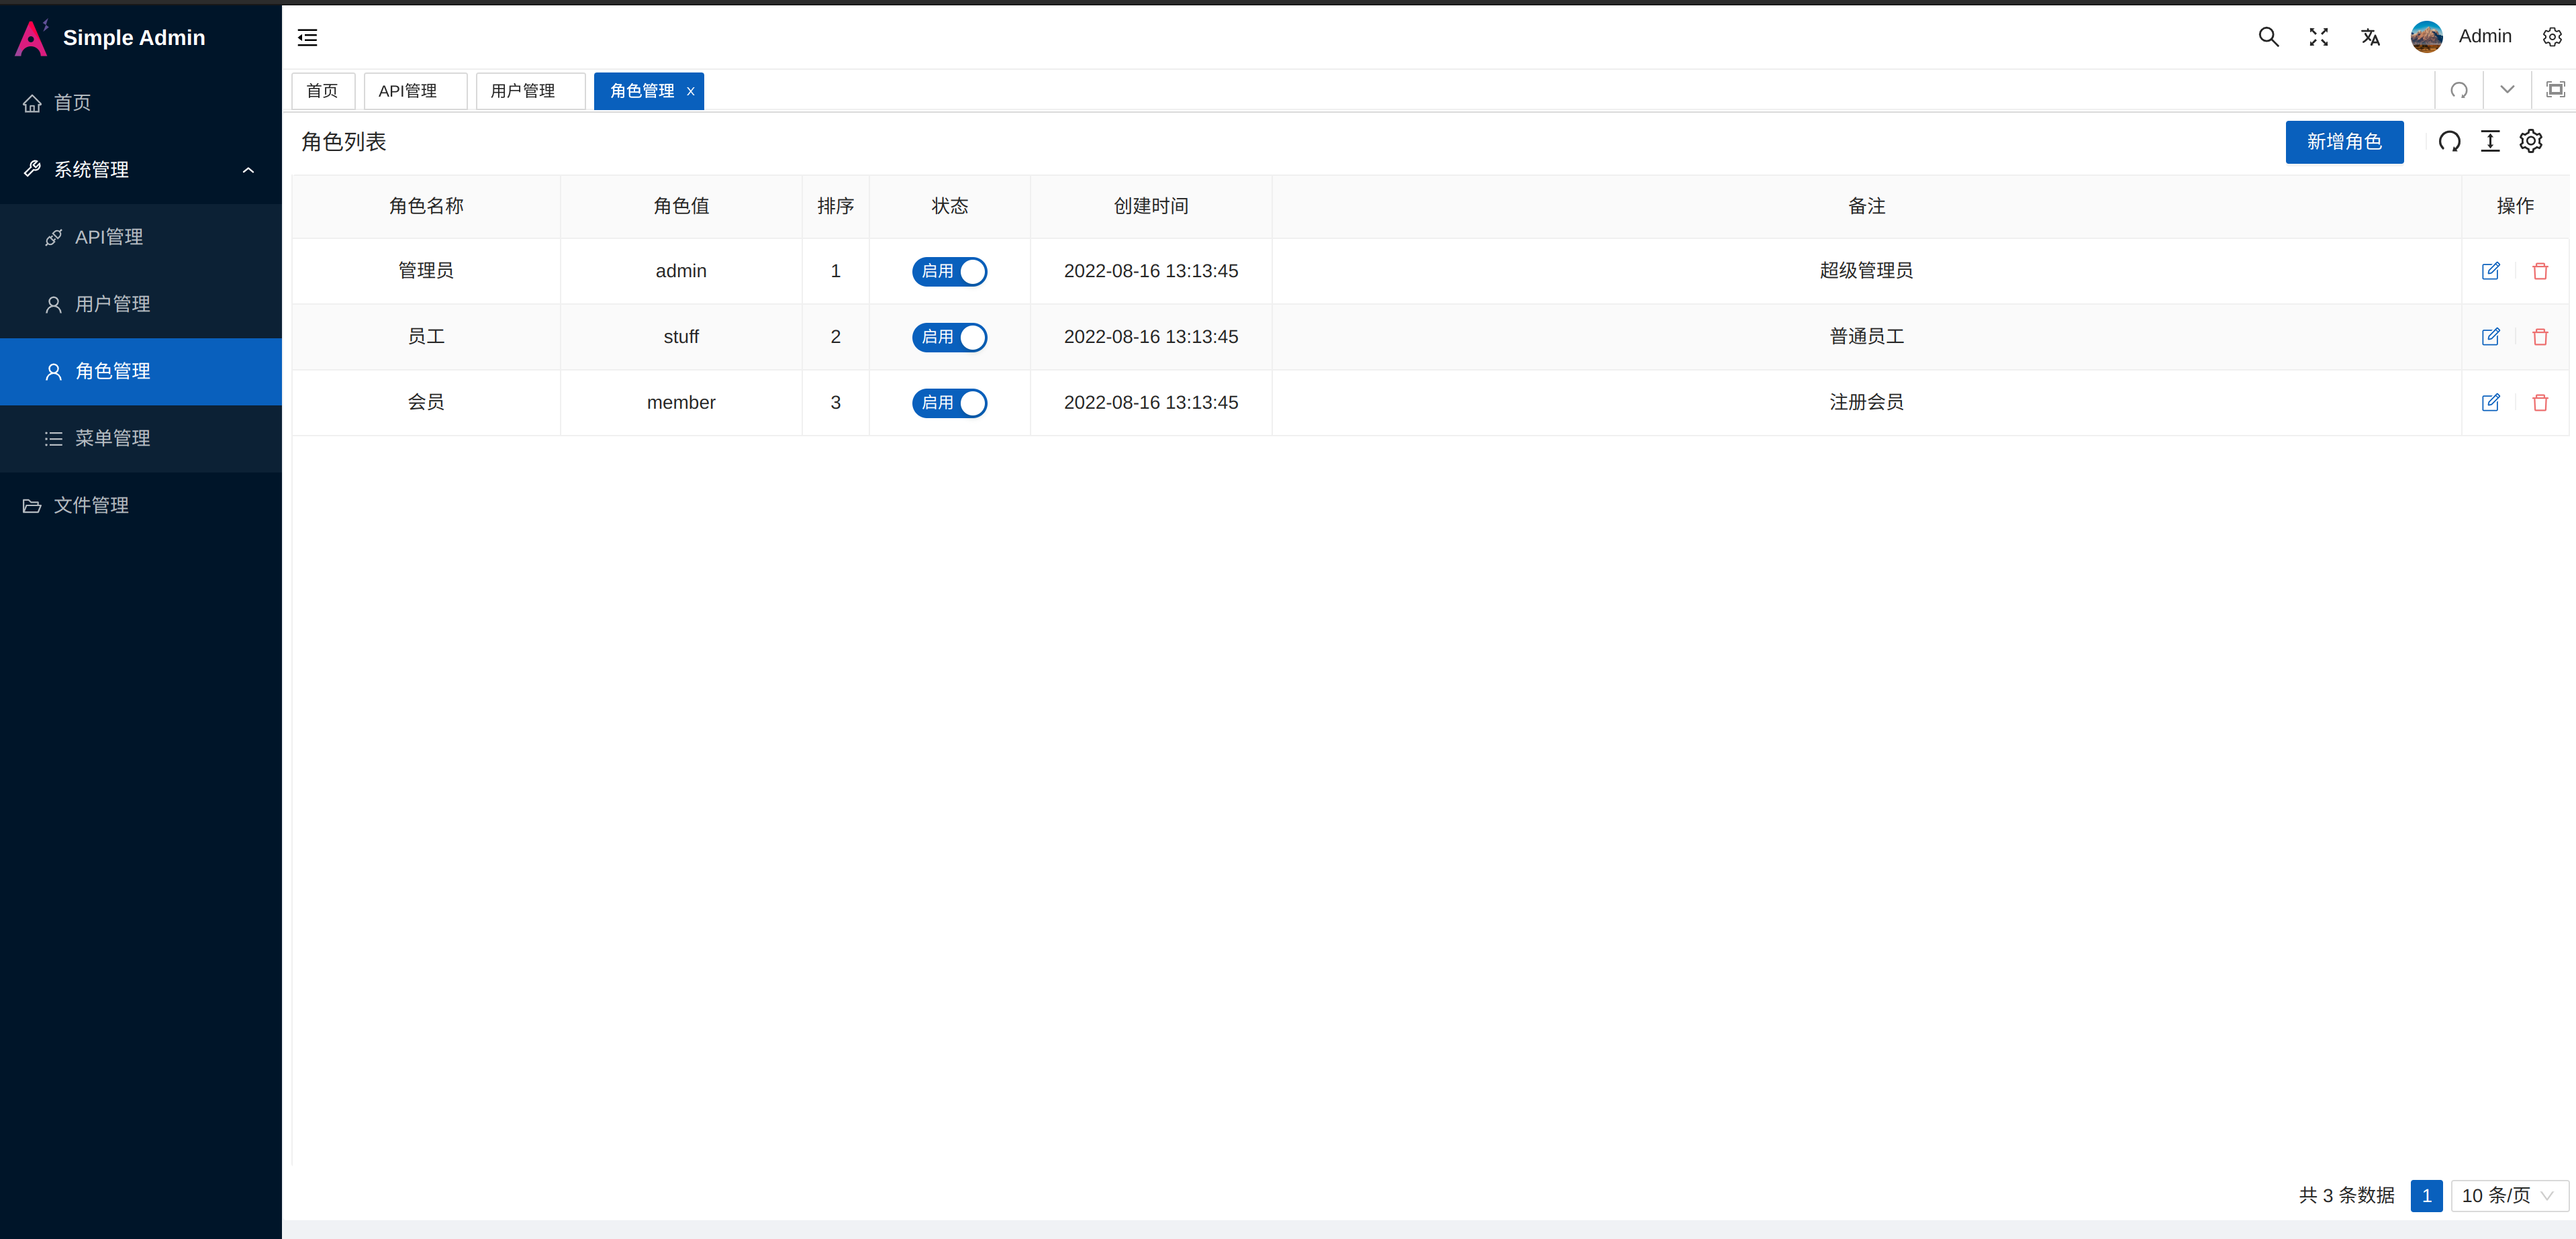 Simple Admin
首页
系统管理
API管理
用户管理
角色管理
菜单管理
文件管理
Admin
首页 API管理 用户管理 角色管理 x
角色列表 新增角色
角色名称 角色值 排序 状态 创建时间 备注 操作
管理员 admin 1 启用 2022-08-16 13:13:45 超级管理员
员工 stuff 2 启用 2022-08-16 13:13:45 普通员工
会员 member 3 启用 2022-08-16 13:13:45 注册会员
共 3 条数据 1 10 条/页